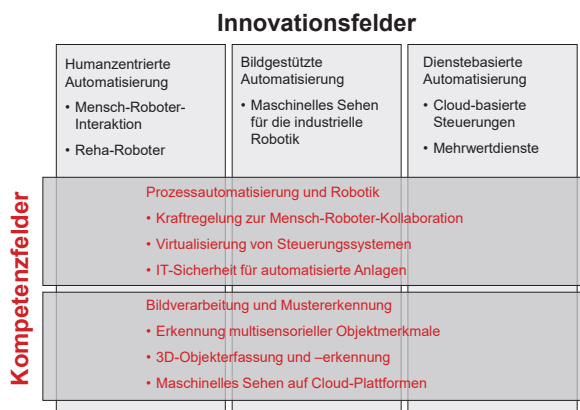 Innovationsfelder
Humanzentrierte
Automatisierung
• Mensch-Roboter-
Interaktion
• Reha-Roboter
Bildgestützte
Automatisierung
• Maschinelles Sehen
für die industrielle
Robotik
Dienstebasierte
Automatisierung
• Cloud-basierte
Steuerungen
• Mehrwertdienste
Kompetenzfelder
Prozessautomatisierung und Robotik
• Kraftregelung zur Mensch-Roboter-Kollaboration
• Virtualisierung von Steuerungssystemen
• IT-Sicherheit für automatisierte Anlagen
Bildverarbeitung und Mustererkennung
• Erkennung multisensorieller Objektmerkmale
• 3D-Objekterfassung und –erkennung
• Maschinelles Sehen auf Cloud-Plattformen